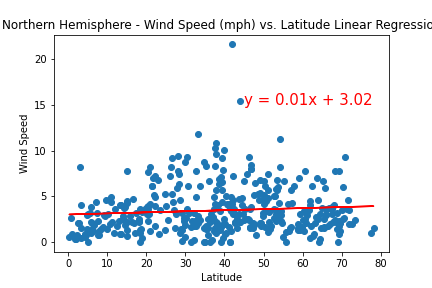 Northern Hemisphere - Wind Speed (mph) vs. Latitude Linear Regressio
20
15
10
5
0
Wind Speed
y = 0.01x + 3.02
0 10 20 30 40 50 60 70 80
Latitude